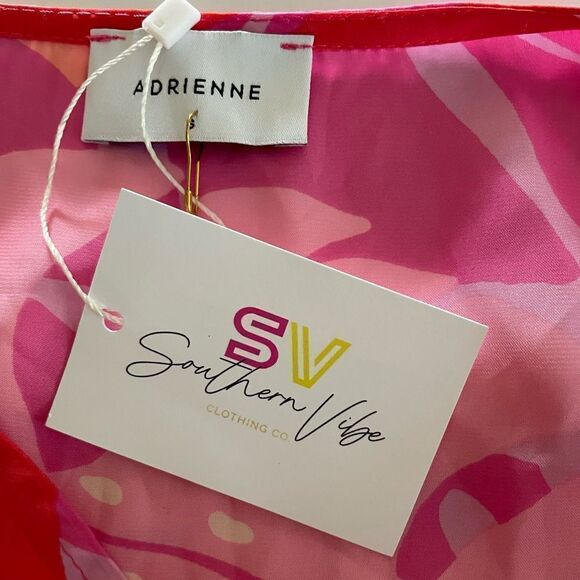 ADRIENNE
S
SV
Southern Vibe
CLOTHING CO.